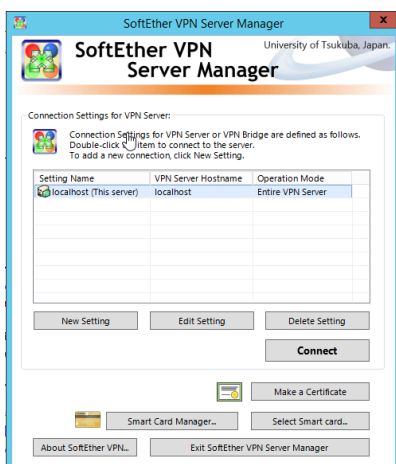 SoftEther VPN Server Manager
x
SoftEther VPN
Server Manager
University of Tsukuba, Japan.
Connection Settings for VPN Server:
Connection Settings for VPN Server or VPN Bridge are defined as follows.
Double-click item to connect to the server.
To add a new connection, click New Setting.
Setting Name VPN Server Hostname Operation Mode
localhost (This server) localhost Entire VPN Server
New Setting Edit Setting Delete Setting
Connect
Make a Certificate
Smart Card Manager... Select Smart card...
About SoftEther VPN... Exit SoftEther VPN Server Manager